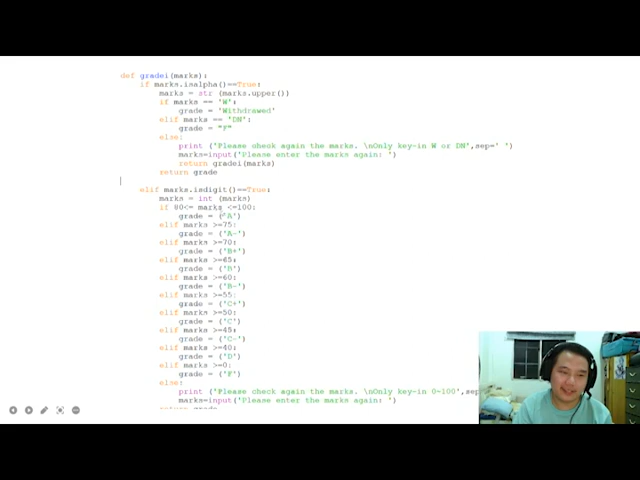 def gradei(marks):
if marks.isalpha()==True:
marks = str (marks.upper())
if marks == 'W':
grade = 'Withdrawed'
elif marks == 'DN':
grade = "F"
else:
print ('Please check again the marks. \nOnly key-in W or DN',sep=' ')
marks=input('Please enter the marks again: ')
return gradei(marks)
return grade
elif marks.isdigit()==True:
marks = int (marks)
if 80<= marks <=100:
grade = ('A')
elif marks >=75:
grade = ('A-')
elif marks >=70:
grade = ('B+')
elif marks >=65:
grade = ('B')
elif marks >=60:
grade = ('B-')
elif marks >=55:
grade = ('C+')
elif marks >=50:
grade = ('C')
elif marks >=45:
grade = ('C-')
elif marks >=40:
grade = ('D')
elif marks >=0:
grade = ('F')
else:
print ('Please check again the marks. \nOnly key-in 0-100',sep
marks=input('Please enter the marks again: ')
return grade